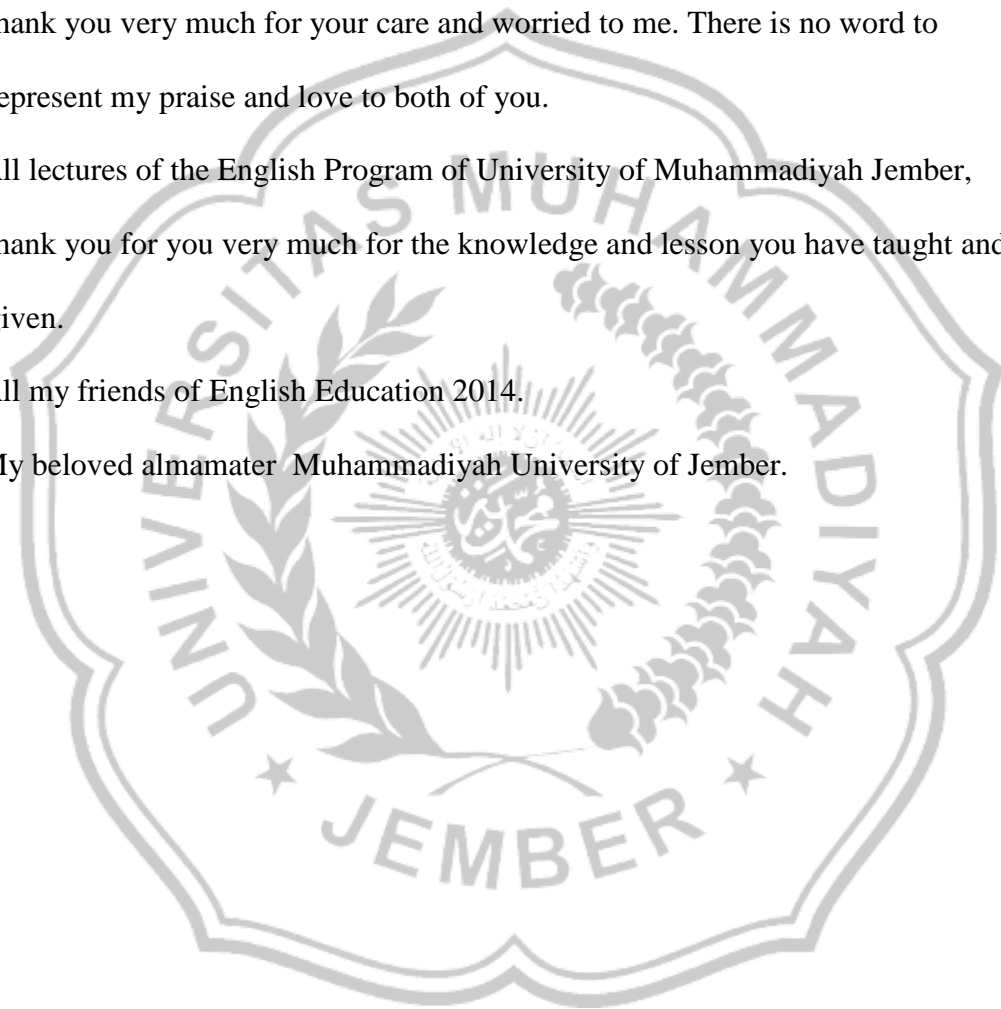 hank you very much for your care and worried to me. There is no word to
epresent my praise and love to both of you.
ll lectures of the English Program of University of Muhammadiyah Jember,
hank you for you very much for the knowledge and lesson you have taught and
iven.
ll my friends of English Education 2014.
y beloved almamater Muhammadiyah University of Jember.
UNIVERSITAS MUHAMMADIYAH
JEMBER